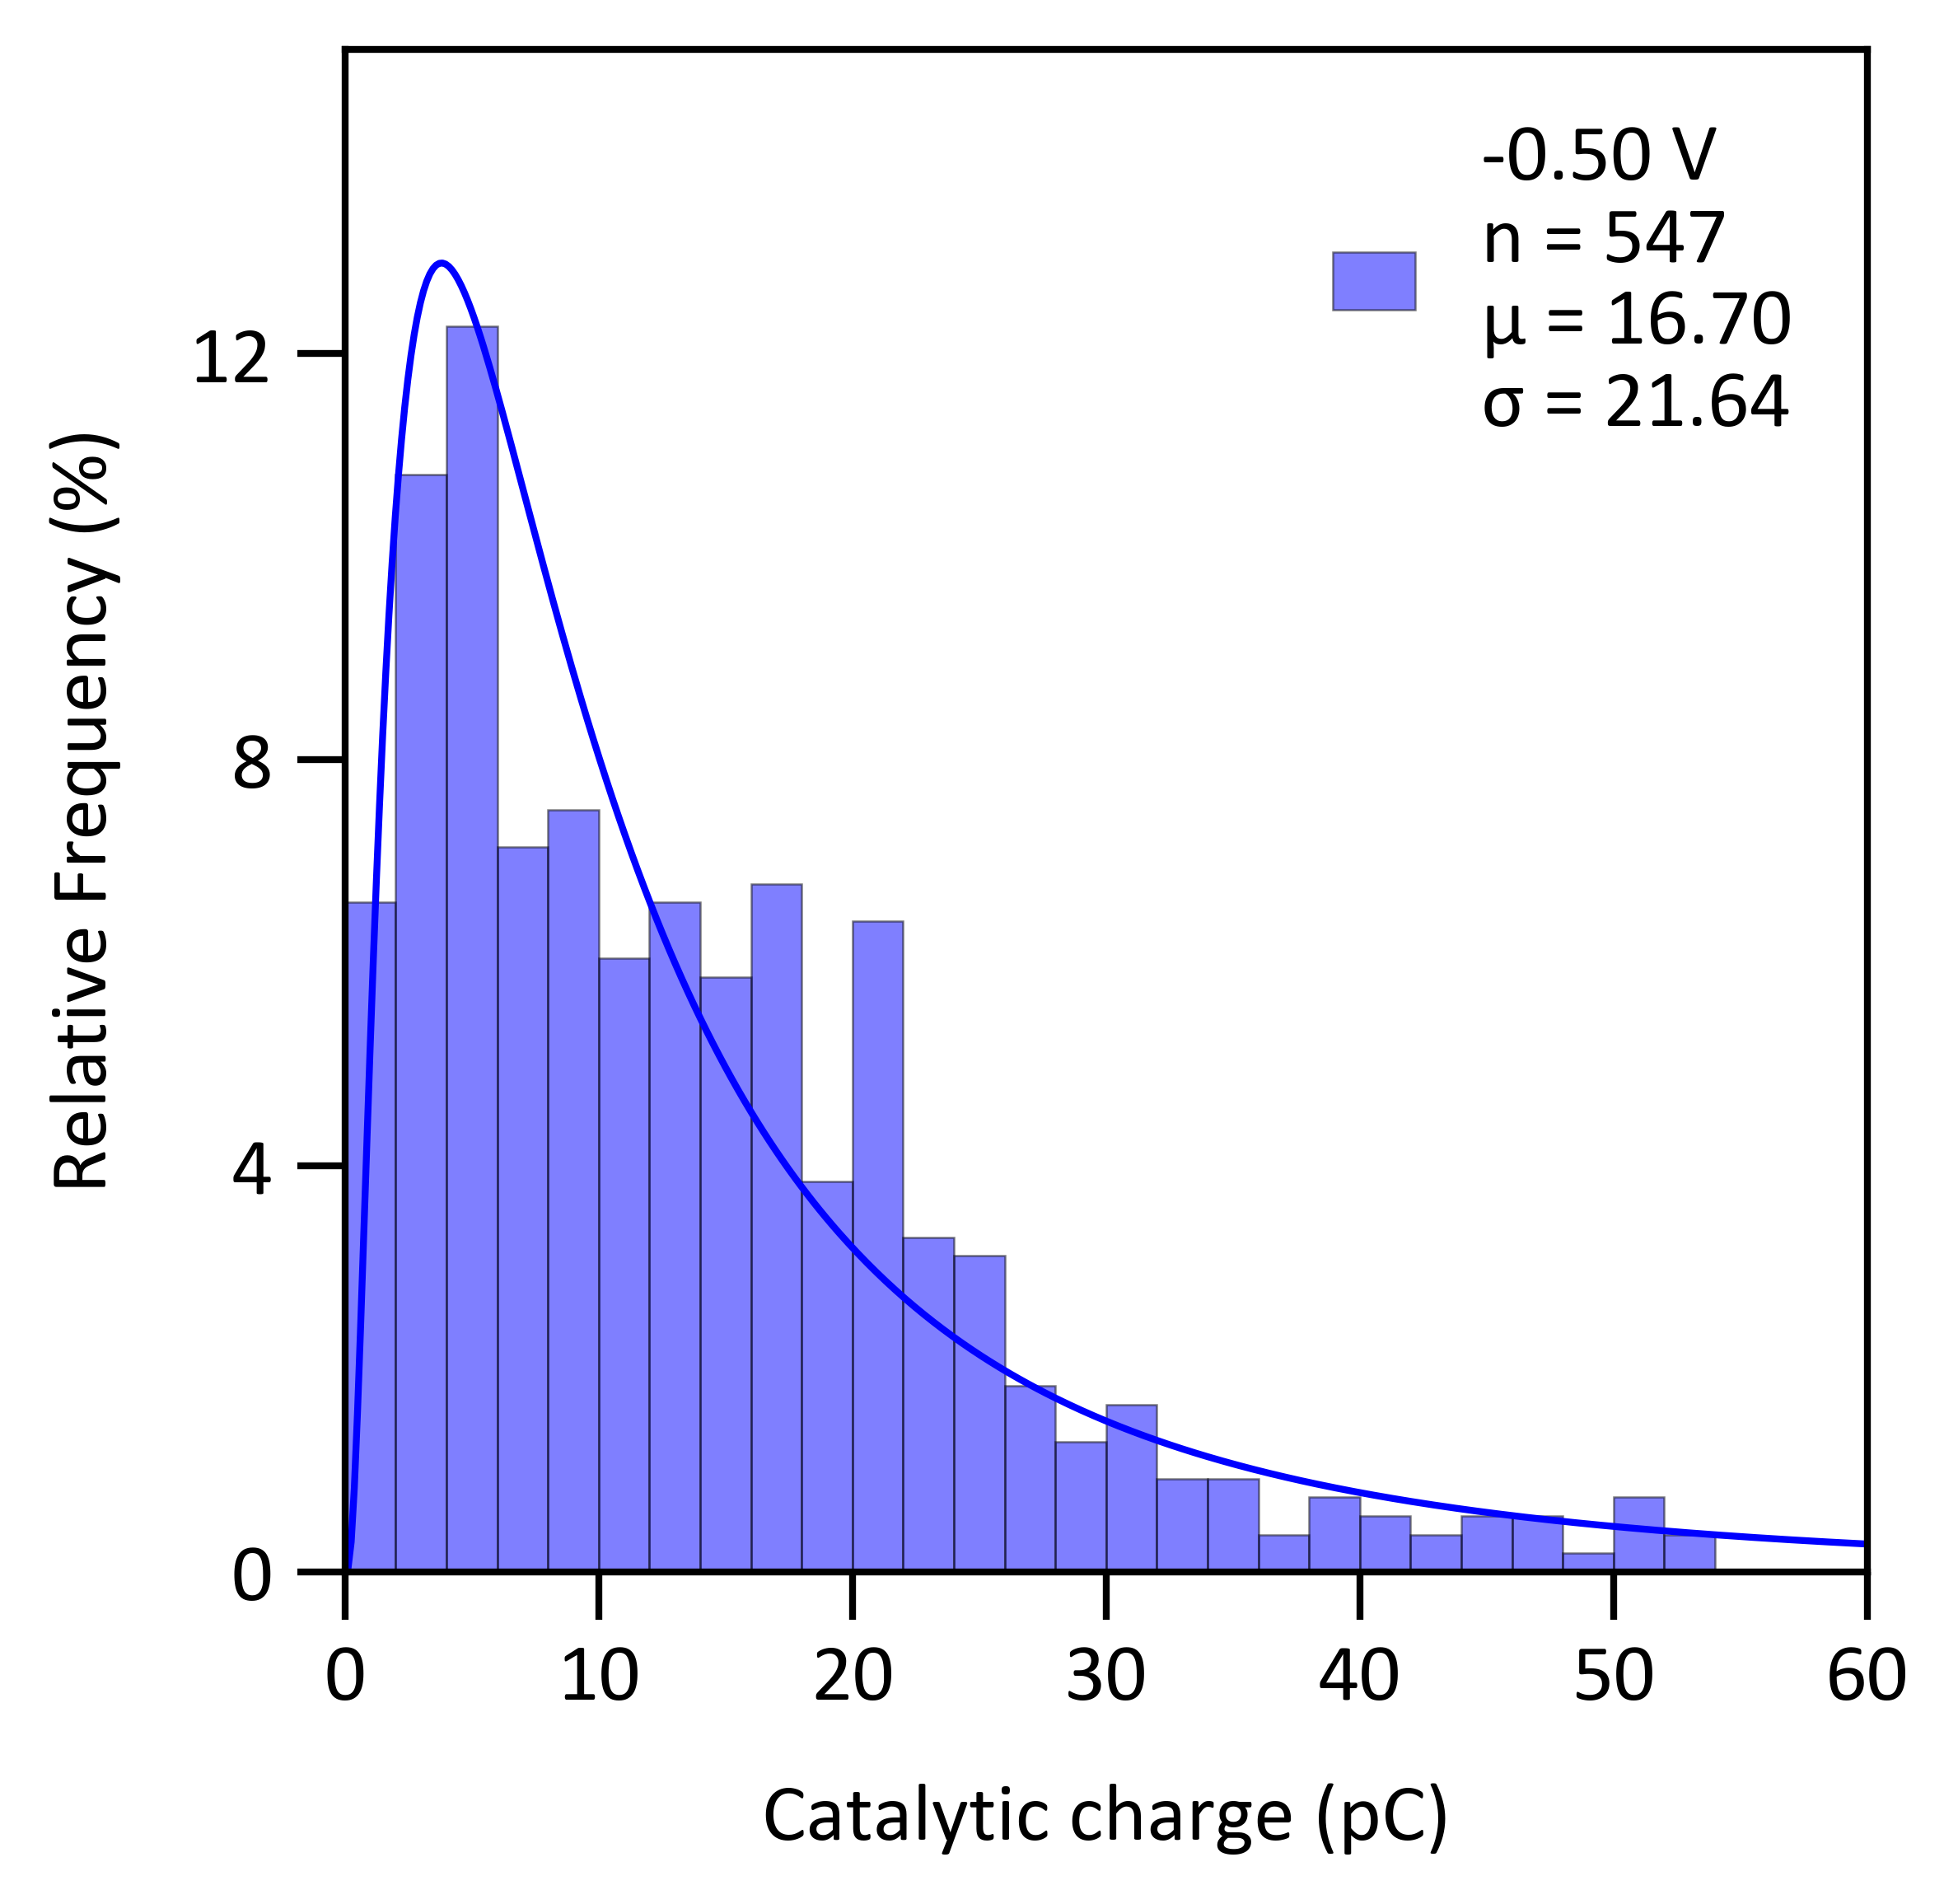 -0.50 V
n = 547
µ = 16.70
σ = 21.64
12
8
4
0
Relative Frequency (%)
0 10 20 30 40 50 60
Catalytic charge (pC)